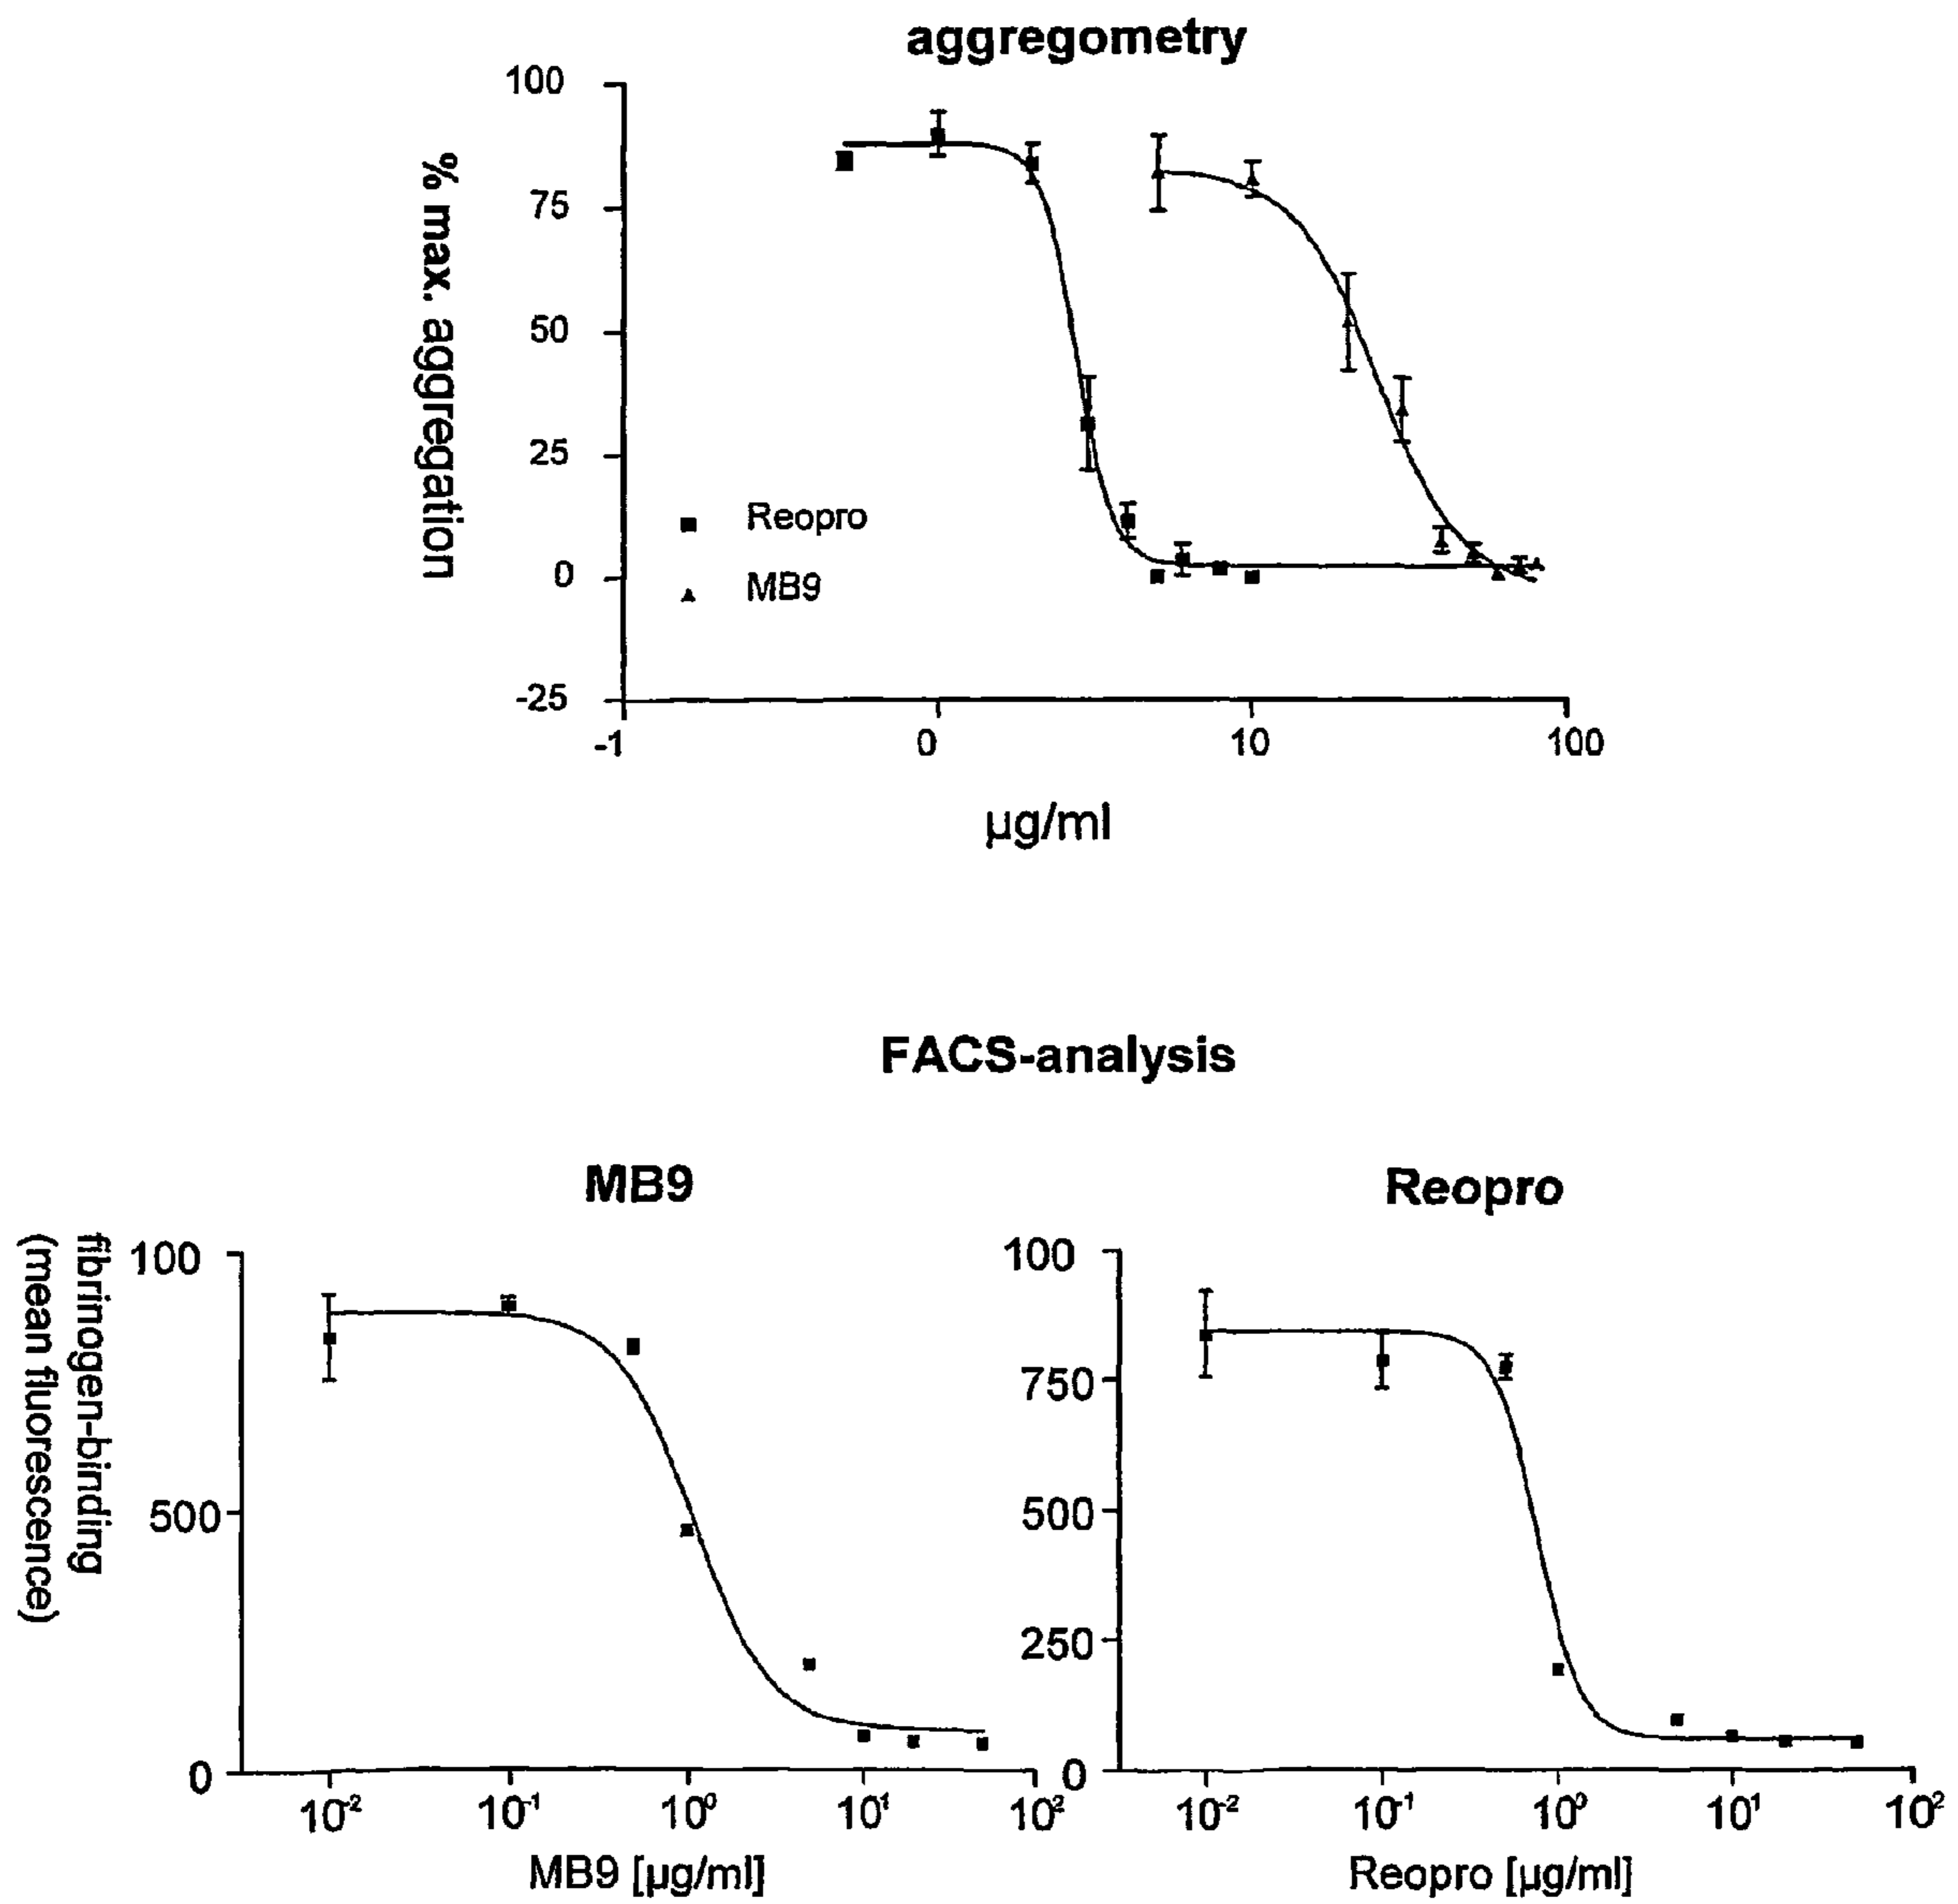 aggregometry
% max. aggregation
100
75
50
25
0
-25
Reopro
MB9
-1
0
10
100
µg/ml
FACS-analysis
MB9
fibrinogen-binding
(mean fluorescence)
100
500
0
10-2
10-1
100
101
102
MB9 [µg/ml]
Reopro
100
750
500
250
0
10-2
10-1
100
101
102
Reopro [µg/ml]